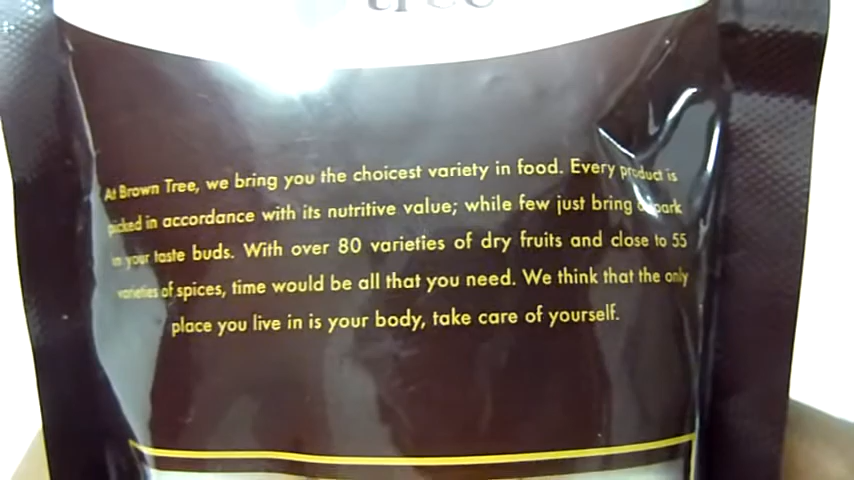 tree
At Brown Tree, we bring you the choicest variety in food. Every product is
picked in accordance with its nutritive value; while few just bring a spark
in your taste buds. With over 80 varieties of dry fruits and close to 55
varieties of spices, time would be all that you need. We think that the only
place you live in is your body, take care of yourself.